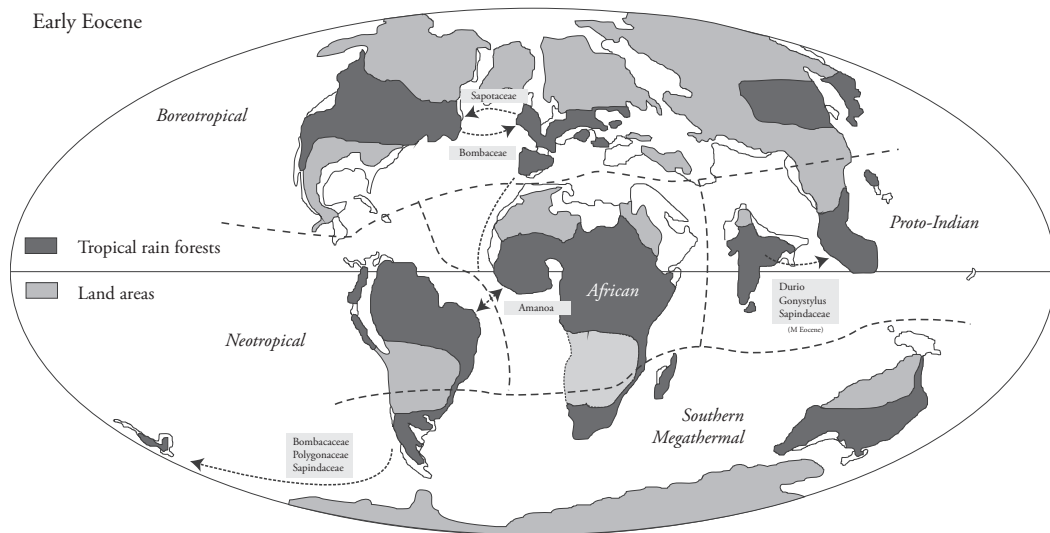 Early Eocene
Sapotaceae
Boreotropical
Bombaceae
Proto-Indian
Tropical rain forests
Land areas
African
Durio
Gonystylus
Sapindaceae
(M Eocene)
Amanoa
Neotropical
Southern
Megathermal
Bombacaceae
Polygonaceae
Sapindaceae